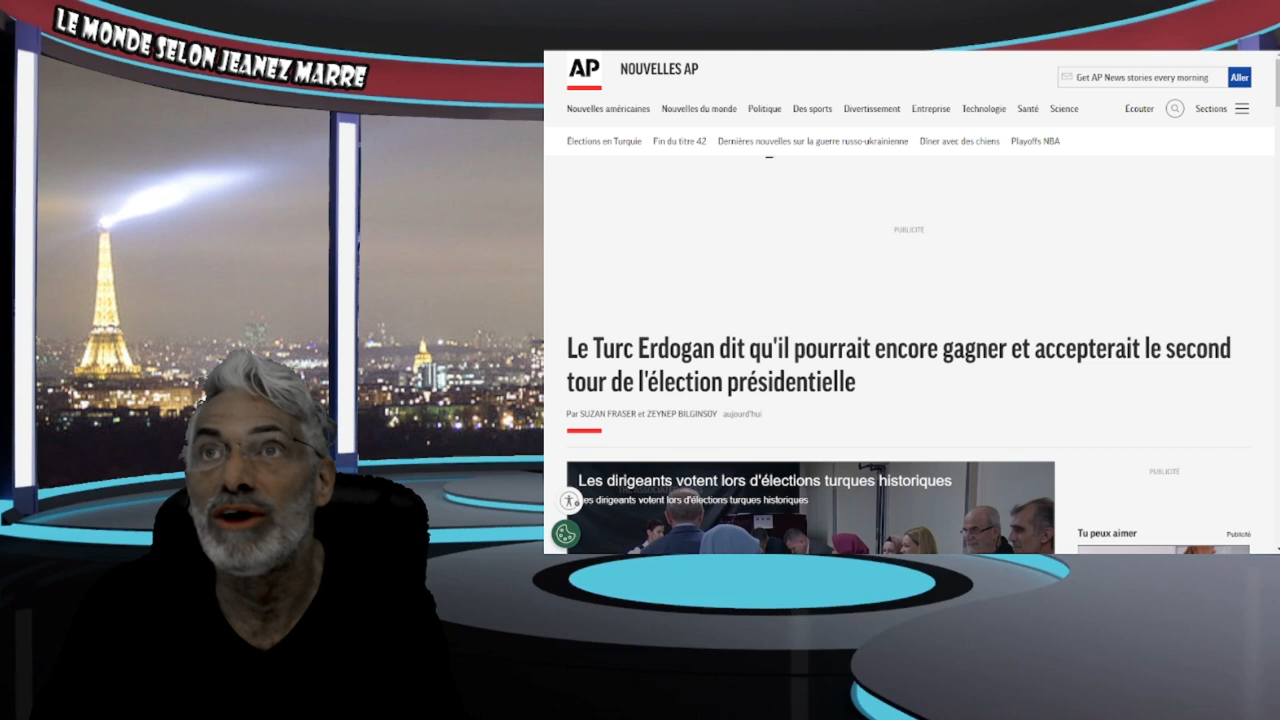 LE MONDE SELON JEANEZ MARRE
AP
NOUVELLES AP
Get AP News stories every morning
Aller
Nouvelles américaines Nouvelles du monde Politique Des sports Divertissement Entreprise Technologie Santé Science
Écouter
Sections
Élections en Turquie Fin du titre 42 Dernières nouvelles sur la guerre russo-ukrainienne Dîner avec des chiens Playoffs NBA
PUBLICITÉ
Le Turc Erdogan dit qu'il pourrait encore gagner et accepterait le second
tour de l'élection présidentielle
Par SUZAN FRASER et ZEYNEP BILGINSOY aujourd'hui
PUBLICITÉ
Les dirigeants votent lors d'élections turques historiques
Les dirigeants votent lors d'élections turques historiques
Tu peux aimer
Publicité